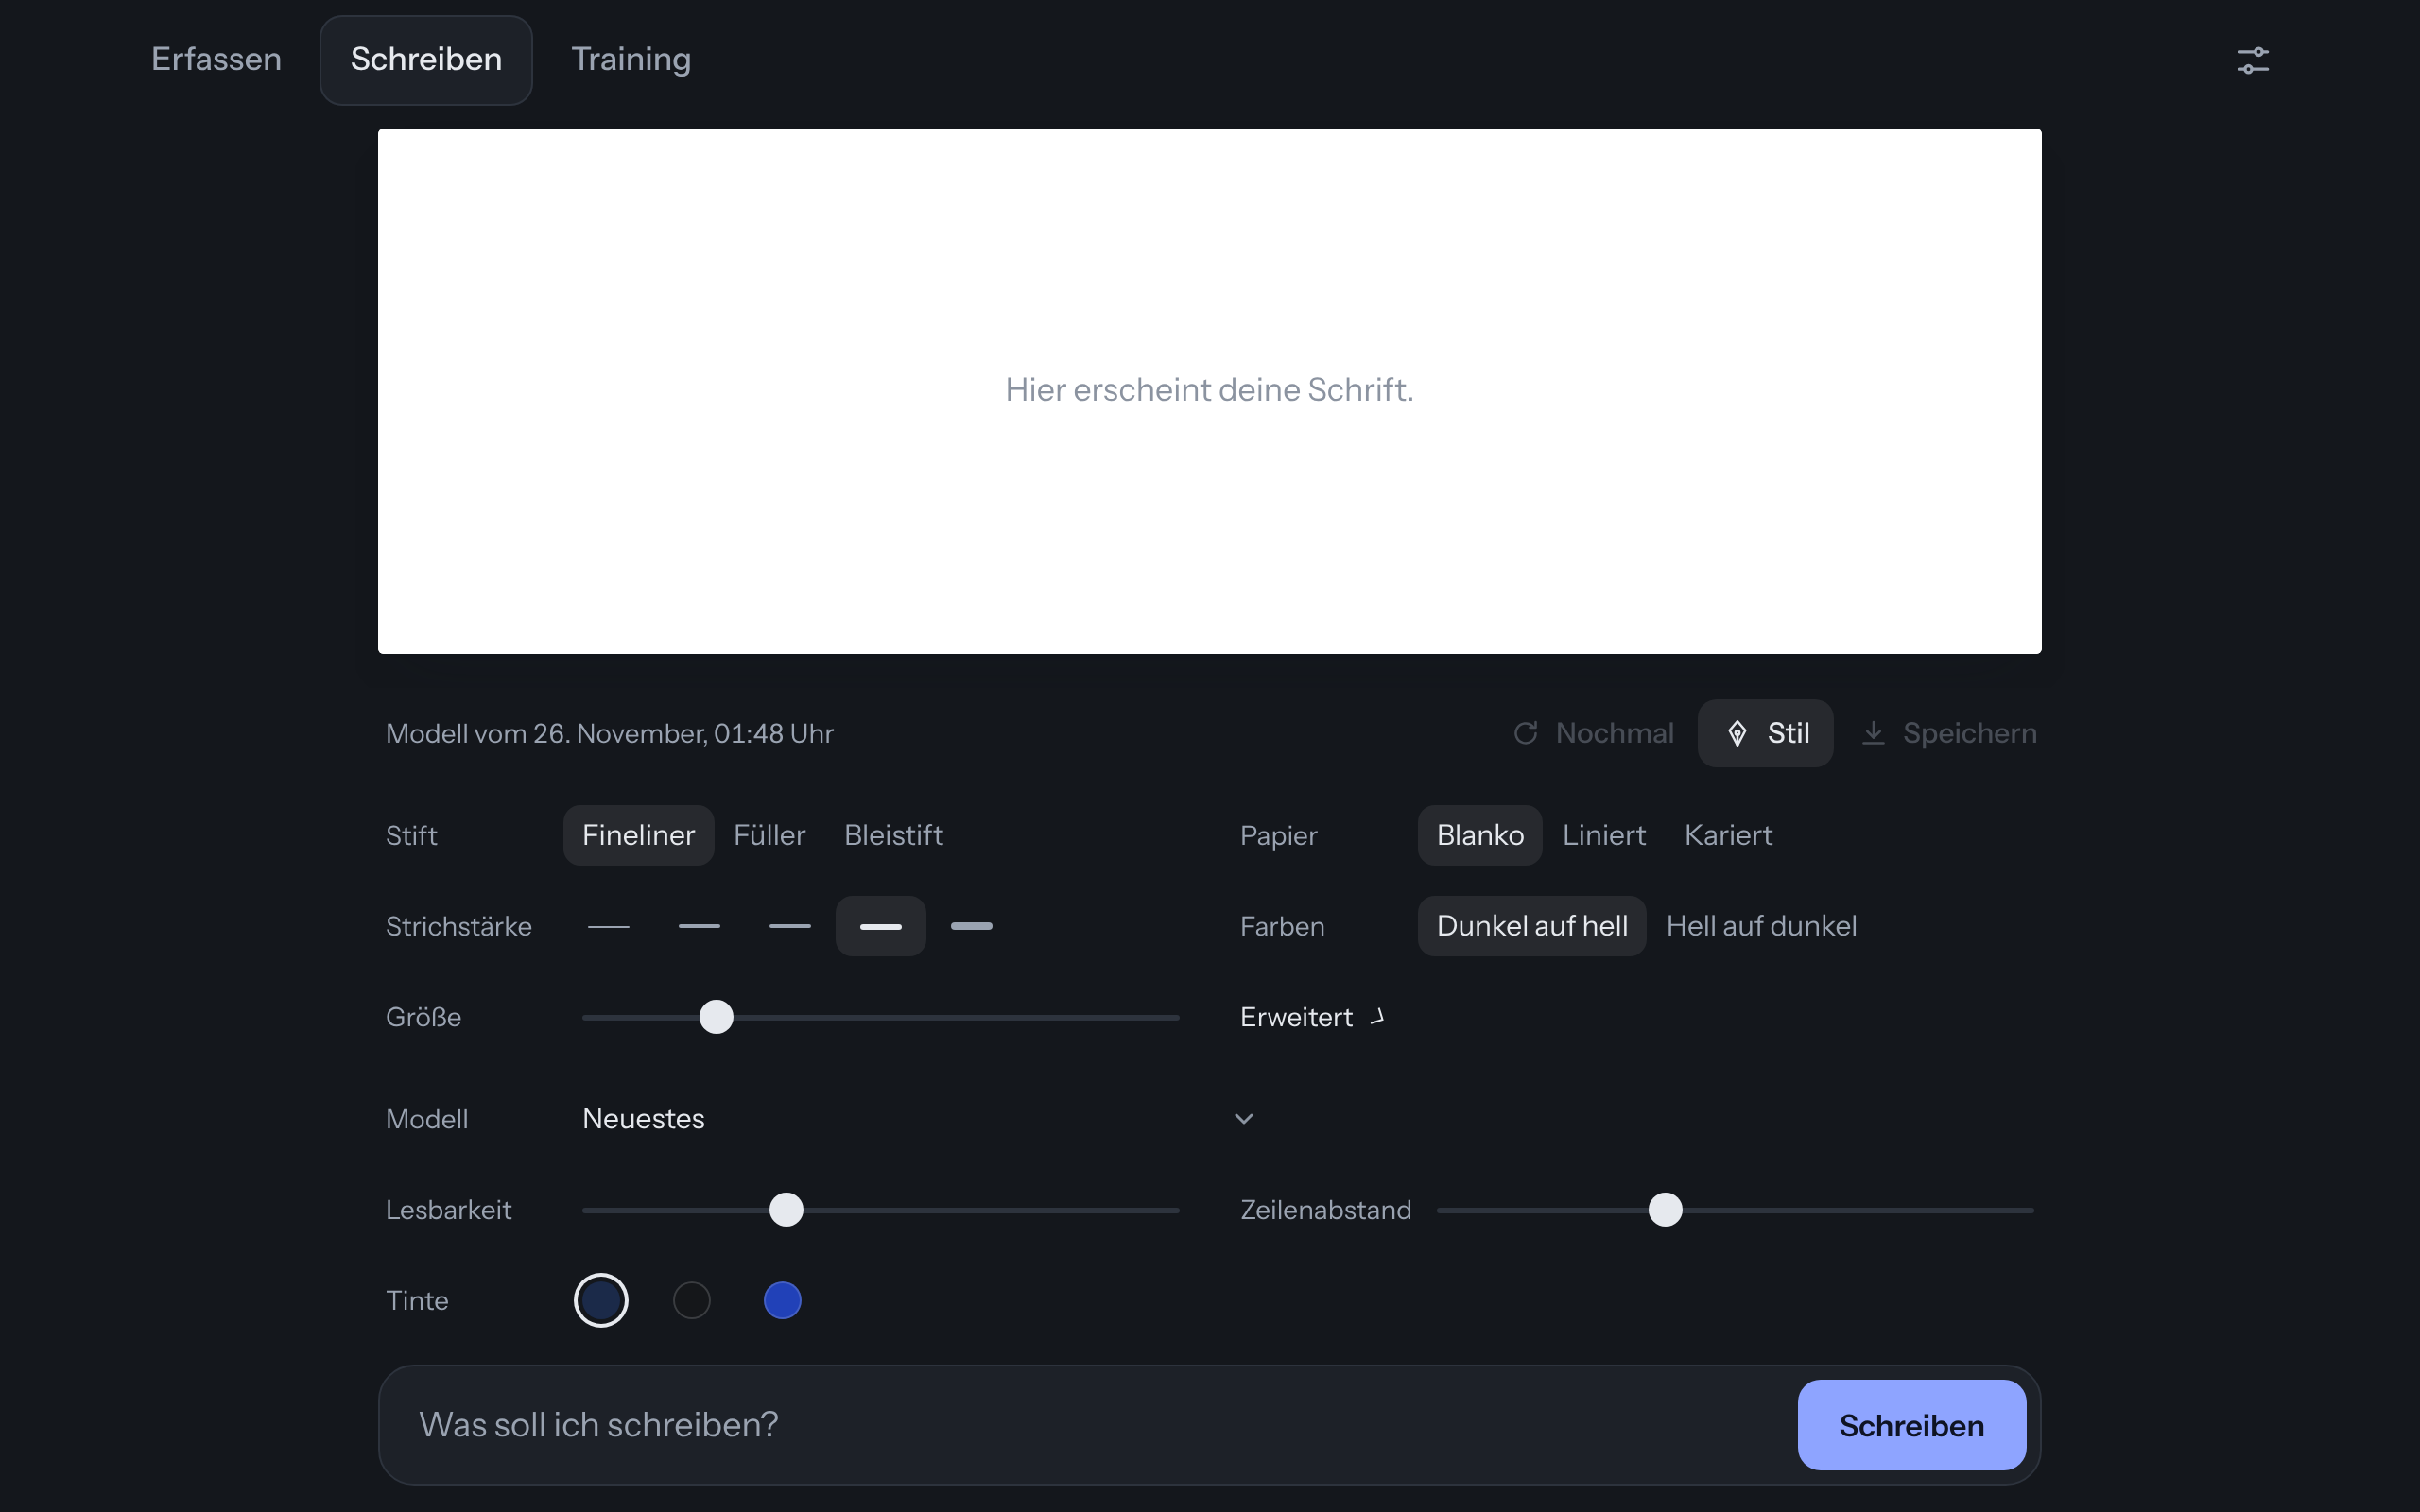 Erfassen Schreiben Training
Hier erscheint deine Schrift.
Modell vom 26. November, 01:48 Uhr Nochmal Stil Speichern
Stift Fineliner Füller Bleistift Papier Blanko Liniert Kariert
Strichstärke Farben Dunkel auf hell Hell auf dunkel
Größe Erweitert
Modell Neuestes
Lesbarkeit Zeilenabstand
Tinte
Was soll ich schreiben? Schreiben